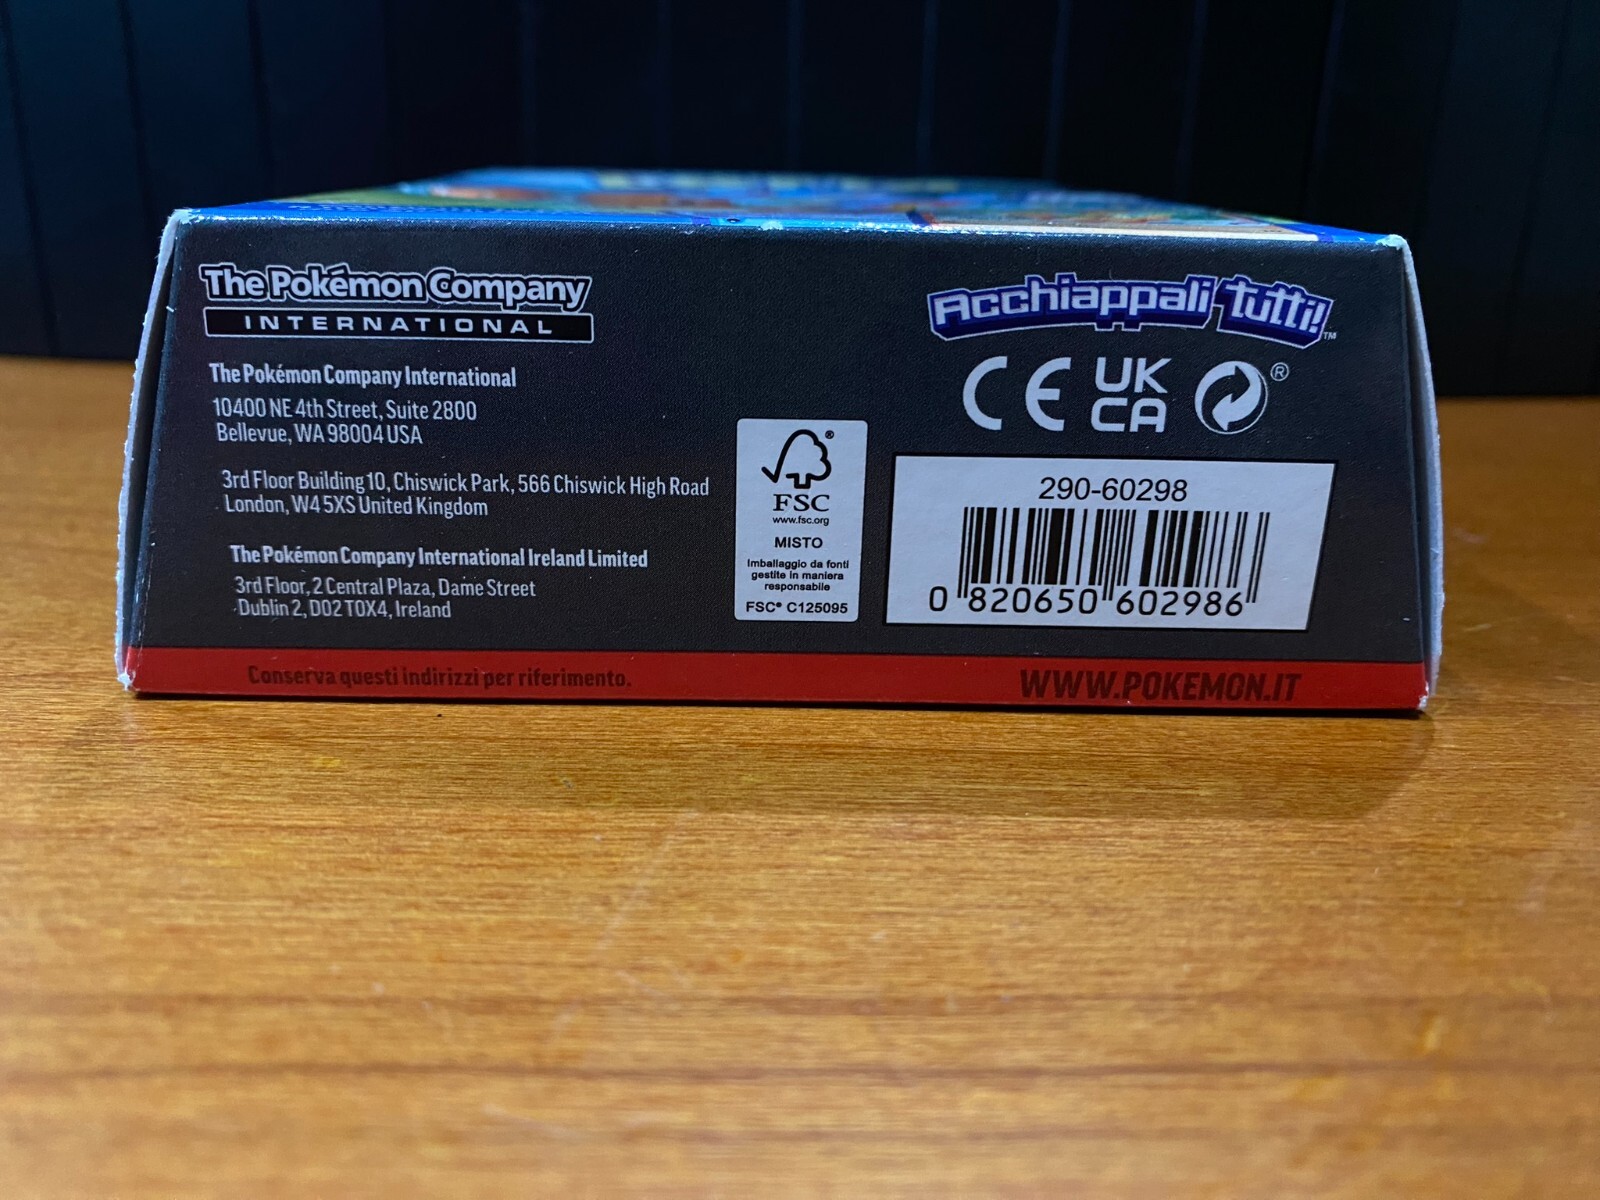 The Pokémon Company
INTERNATIONAL
The Pokémon Company International
10400 NE 4th Street, Suite 2800
Bellevue, WA 98004 USA
3rd Floor Building 10, Chiswick Park, 566 Chiswick High Road
London, W4 5XS United Kingdom
The Pokémon Company International Ireland Limited
3rd Floor, 2 Central Plaza, Dame Street
Dublin 2, D02 T0X4, Ireland
Conserva questi indirizzi per riferimento.
®
FSC
www.fsc.org
MISTO
Imballaggio da fonti
gestite in maniera
responsabile
FSC® C125095
Acchiappali tutti!™
CE UK
CA ®
290-60298
0 820650 602986
WWW.POKEMON.IT